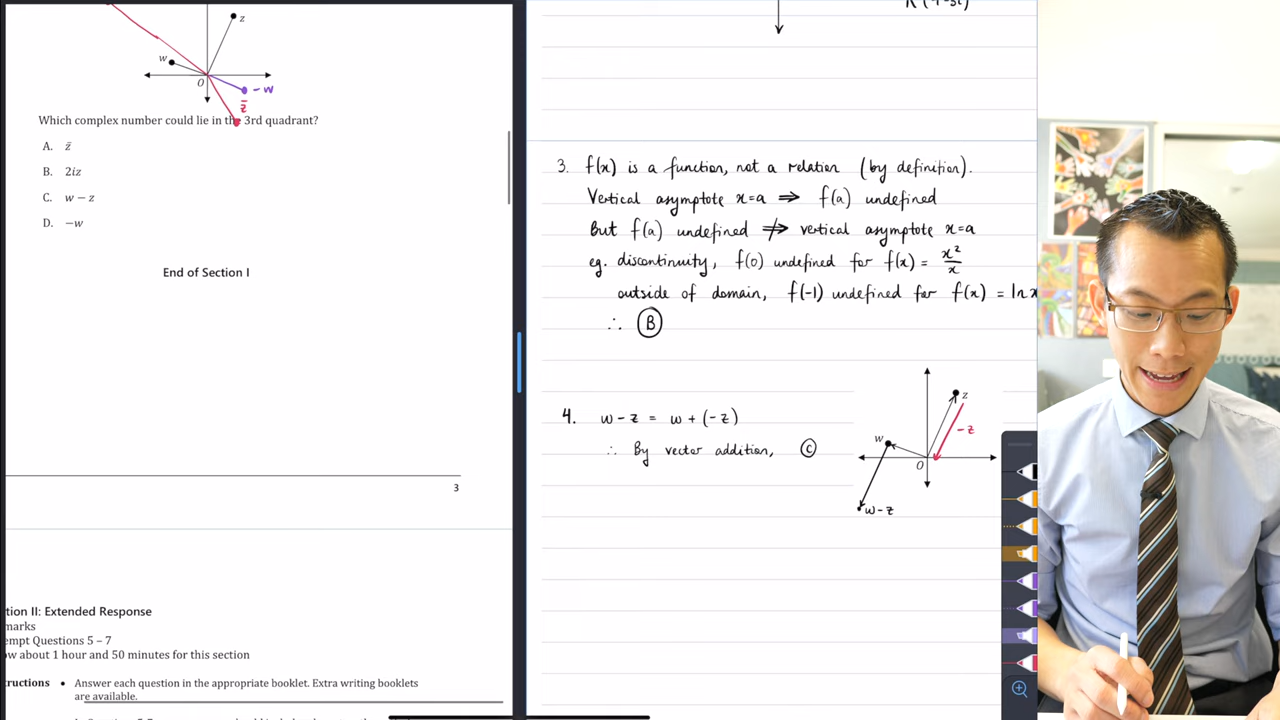 z
w
O
-w
z̄
Which complex number could lie in the 3rd quadrant?
A. z̄
B. 2iz
C. w − z
D. −w
End of Section I
3
tion II: Extended Response
marks
empt Questions 5 – 7
ow about 1 hour and 50 minutes for this section
ructions • Answer each question in the appropriate booklet. Extra writing booklets
are available.
3. f(x) is a function, not a relation (by definition).
Vertical asymptote x=a ⇒ f(a) undefined
But f(a) undefined ⇏ vertical asymptote x=a
eg. discontinuity, f(0) undefined for f(x) = x²/x
outside of domain, f(-1) undefined for f(x) = ln x
∴ B
4. w-z = w + (-z)
∴ By vector addition, C
z
-z
w
O
w-z